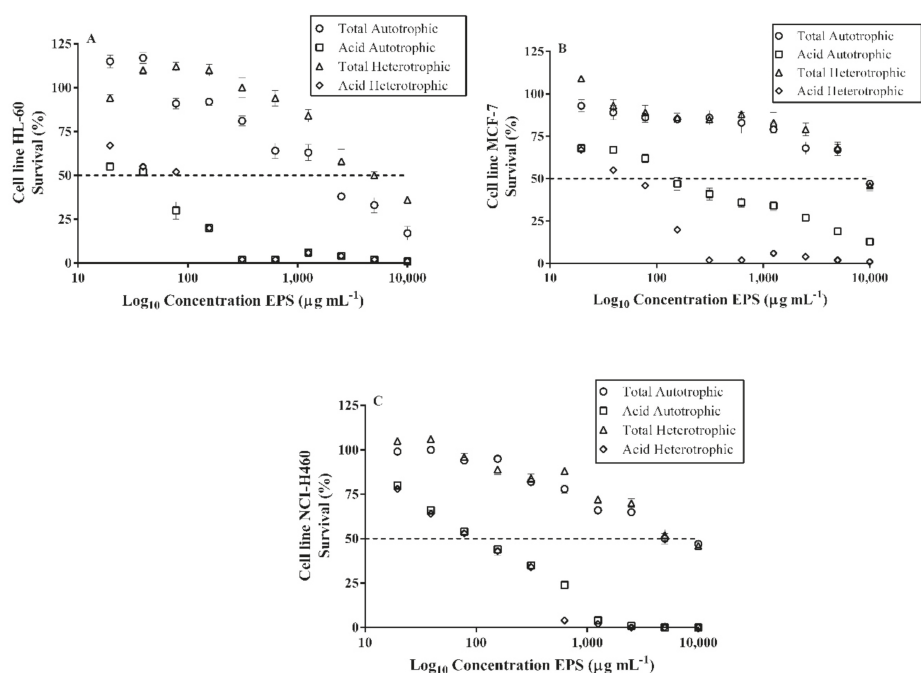 A
Total Autotrophic
Acid Autotrophic
Total Heterotrophic
Acid Heterotrophic
125
100
75
50
25
0
10
100
1,000
10,000
Cell line HL-60
Survival (%)
Log₁₀ Concentration EPS (µg mL⁻¹)
B
Total Autotrophic
Acid Autotrophic
Total Heterotrophic
Acid Heterotrophic
125
100
75
50
25
0
10
100
1,000
10,000
Cell line MCF-7
Survival (%)
Log₁₀ Concentration EPS (µg mL⁻¹)
C
Total Autotrophic
Acid Autotrophic
Total Heterotrophic
Acid Heterotrophic
125
100
75
50
25
0
10
100
1,000
10,000
Cell line NCI-H460
Survival (%)
Log₁₀ Concentration EPS (µg mL⁻¹)